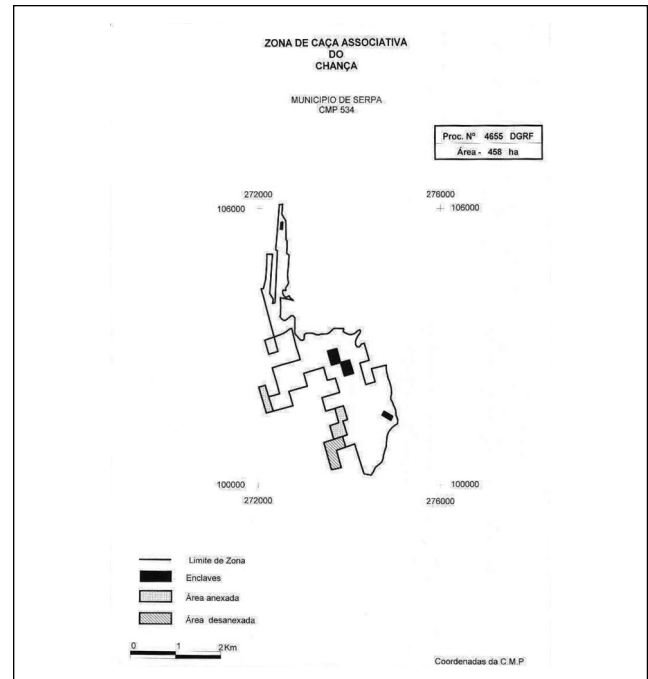 ZONA DE CAÇA ASSOCIATIVA
DO
CHANÇA
MUNICIPIO DE SERPA
CMP 534
Proc. Nº 4655 DGRF
Área - 458 ha
272000 276000
106000 106000
100000 100000
272000 276000
Limite de Zona
Enclaves
Área anexada
Área desanexada
0 1 2 Km
Coordenadas da C.M.P